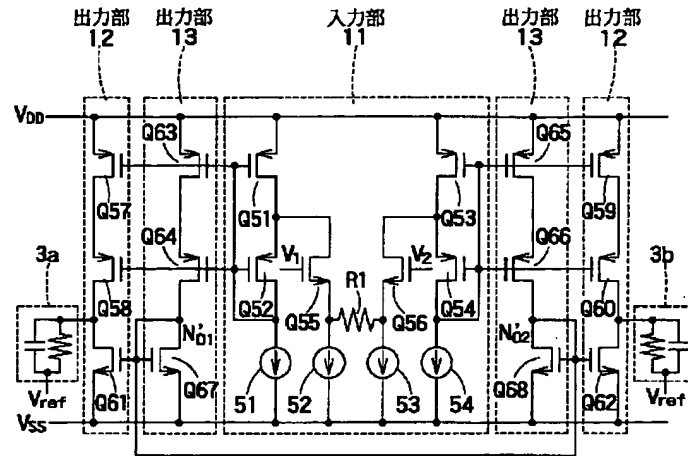 出力部 出力部 入力部 出力部 出力部
12 13 11 13 12
VDD
Q63 Q65
Q57 Q51 Q53 Q59
Q64 Q66
3a V1 V2 3b
Q58 Q52 Q55 R1 Q56 Q54 Q60
N'D1 N'D2
Vref Q61 Q67 51 52 53 54 Q68 Q62 Vref
VSS